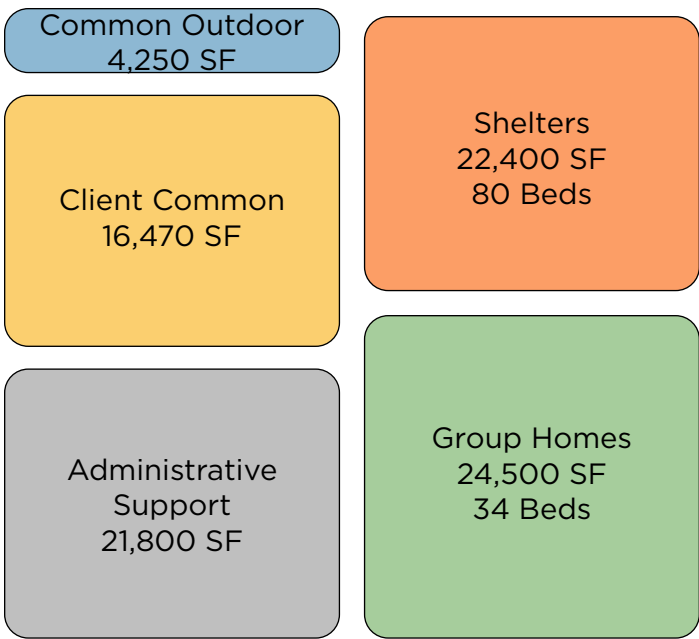 Common Outdoor
4,250 SF
Client Common
16,470 SF
Administrative
Support
21,800 SF
Shelters
22,400 SF
80 Beds
Group Homes
24,500 SF
34 Beds